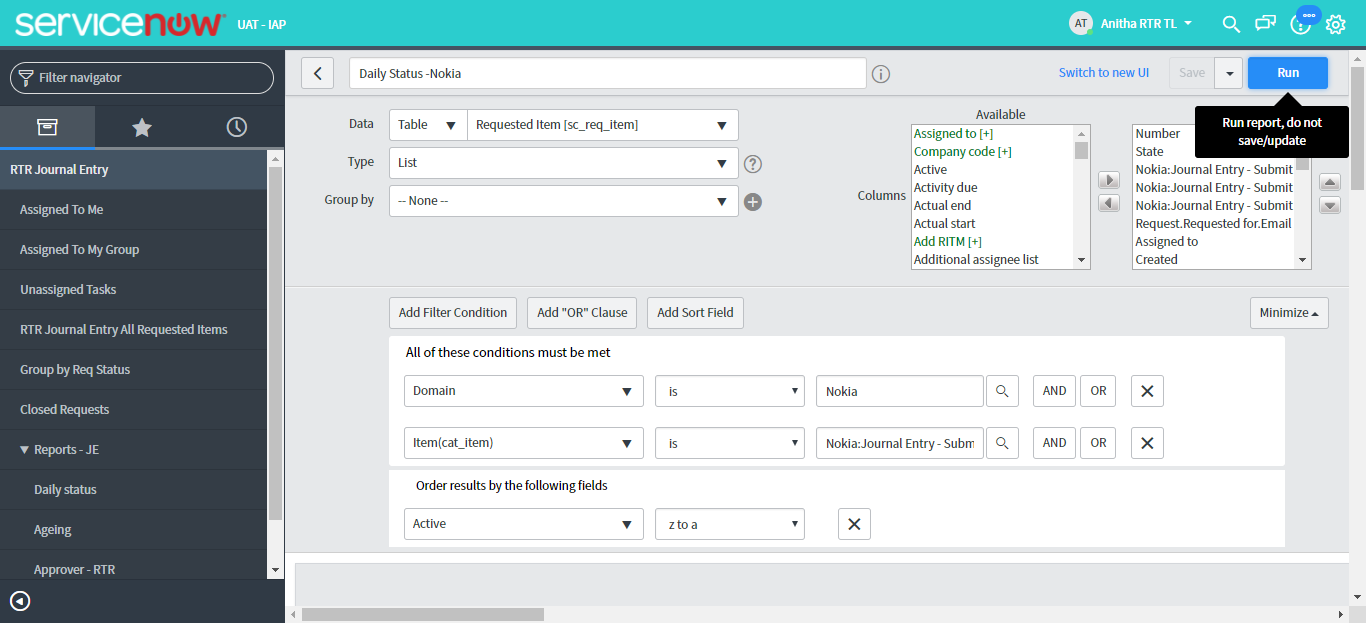 servicenow UAT - IAP
AT Anitha RTR TL
Filter navigator
RTR Journal Entry
Assigned To Me
Assigned To My Group
Unassigned Tasks
RTR Journal Entry All Requested Items
Group by Req Status
Closed Requests
Reports - JE
Daily status
Ageing
Approver - RTR
Daily Status -Nokia
Switch to new UI
Save
Run
Run report, do not
save/update
Data
Table
Requested Item [sc_req_item]
Type
List
Group by
-- None --
Columns
Available
Assigned to [+]
Company code [+]
Active
Activity due
Actual end
Actual start
Add RITM [+]
Additional assignee list
Number
State
Nokia:Journal Entry - Submit
Nokia:Journal Entry - Submit
Nokia:Journal Entry - Submit
Request.Requested for.Email
Assigned to
Created
Add Filter Condition
Add "OR" Clause
Add Sort Field
Minimize
All of these conditions must be met
Domain is Nokia AND OR
Item(cat_item) is Nokia:Journal Entry - Subm AND OR
Order results by the following fields
Active z to a